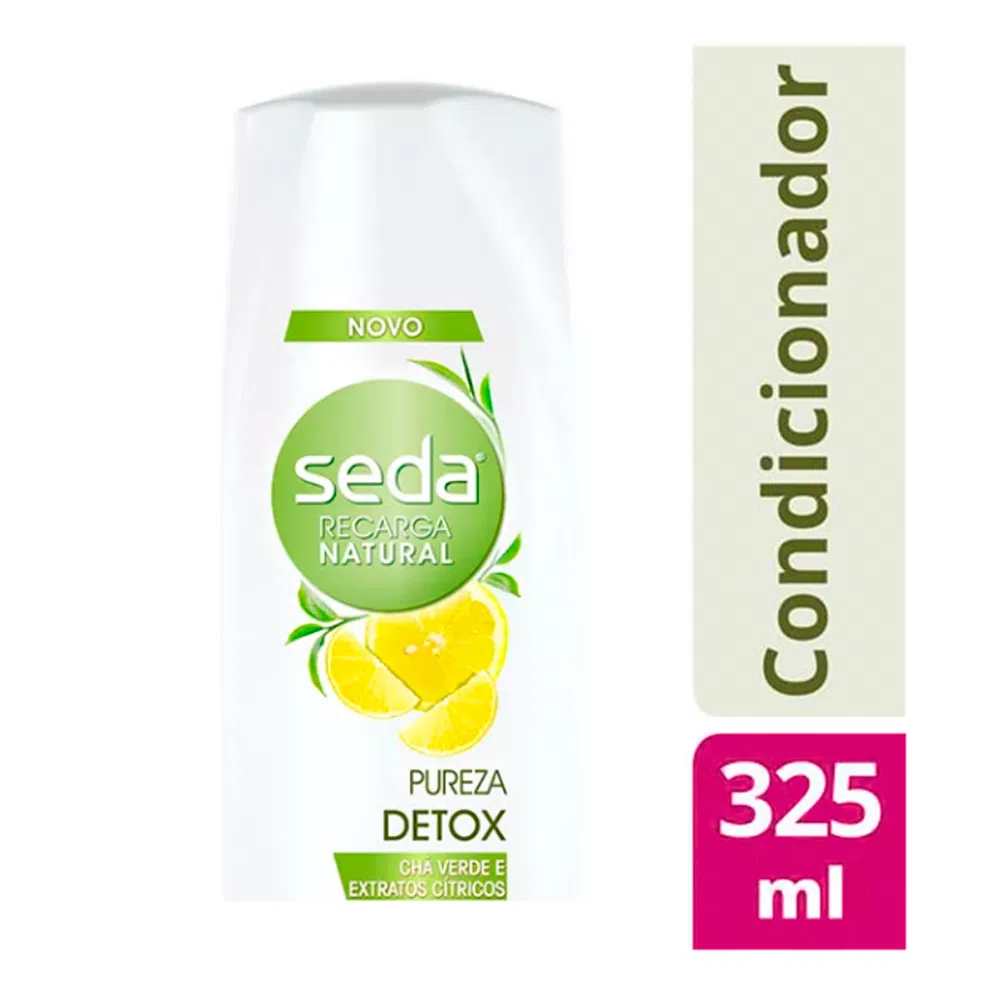 NOVO
seda
RECARGA
NATURAL
PUREZA
DETOX
CHÁ VERDE E
EXTRATOS CÍTRICOS
Condicionador
325
ml